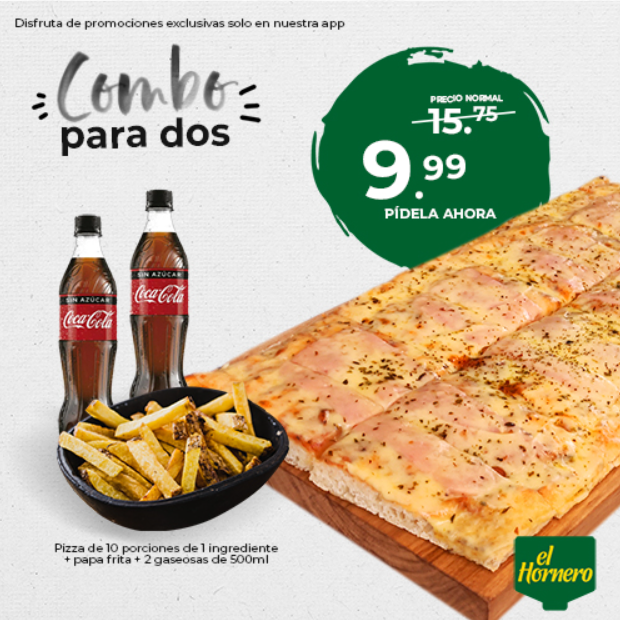 Disfruta de promociones exclusivas solo en nuestra app
Combo
para dos
PRECIO NORMAL
15.75
9.99
PÍDELA AHORA
SIN AZÚCAR
Coca-Cola
SIN AZÚCAR
Coca-Cola
Pizza de 10 porciones de 1 ingrediente
+ papa frita + 2 gaseosas de 500ml
el
Hornero